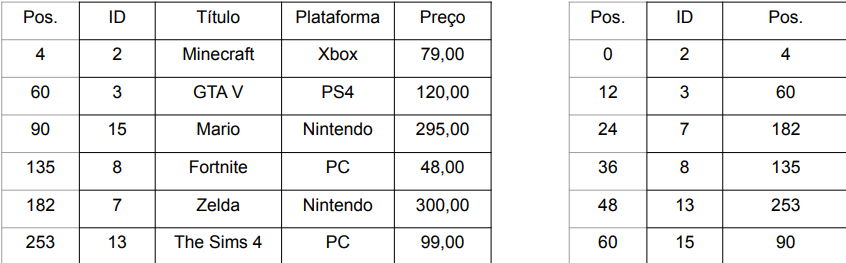 Pos. ID Título Plataforma Preço
4 2 Minecraft Xbox 79,00
60 3 GTA V PS4 120,00
90 15 Mario Nintendo 295,00
135 8 Fortnite PC 48,00
182 7 Zelda Nintendo 300,00
253 13 The Sims 4 PC 99,00
Pos. ID Pos.
0 2 4
12 3 60
24 7 182
36 8 135
48 13 253
60 15 90